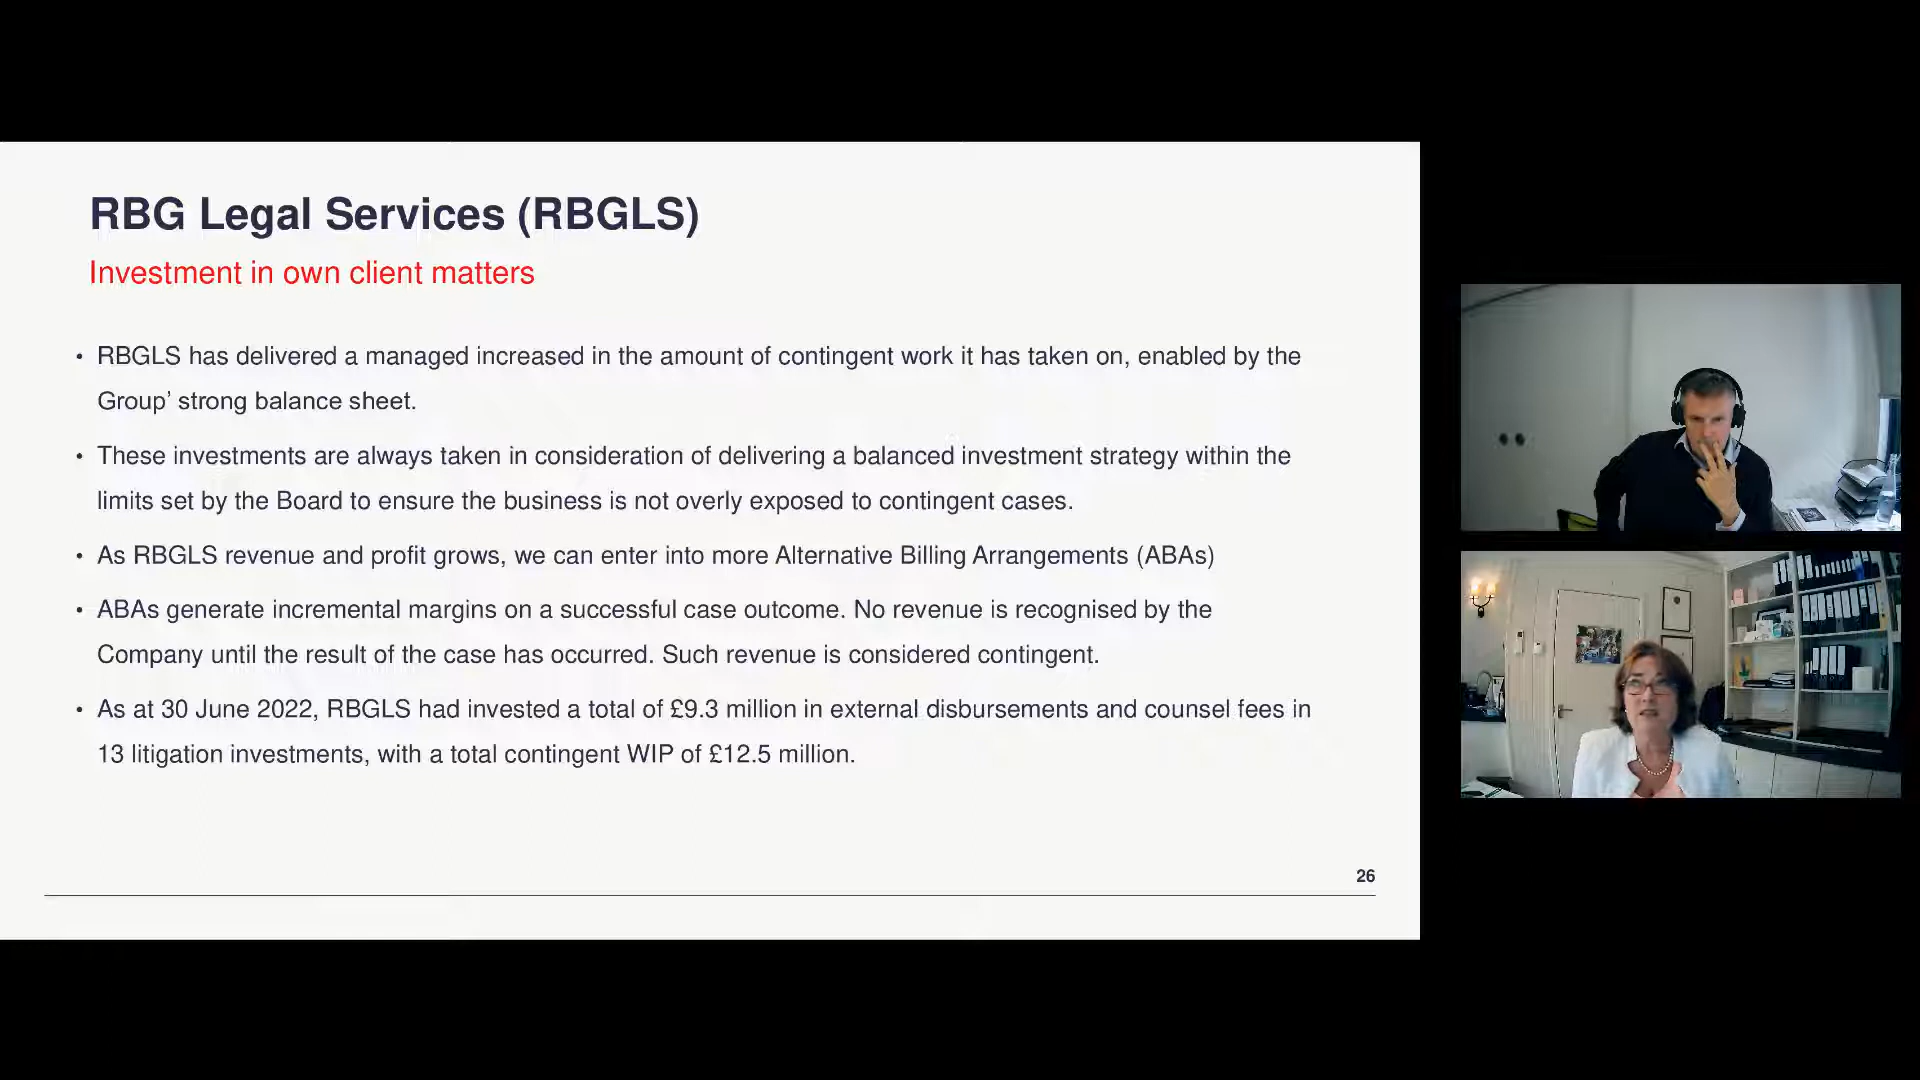 RBG Legal Services (RBGLS)
Investment in own client matters
• RBGLS has delivered a managed increased in the amount of contingent work it has taken on, enabled by the
Group’ strong balance sheet.
• These investments are always taken in consideration of delivering a balanced investment strategy within the
limits set by the Board to ensure the business is not overly exposed to contingent cases.
• As RBGLS revenue and profit grows, we can enter into more Alternative Billing Arrangements (ABAs)
• ABAs generate incremental margins on a successful case outcome. No revenue is recognised by the
Company until the result of the case has occurred. Such revenue is considered contingent.
• As at 30 June 2022, RBGLS had invested a total of £9.3 million in external disbursements and counsel fees in
13 litigation investments, with a total contingent WIP of £12.5 million.
26